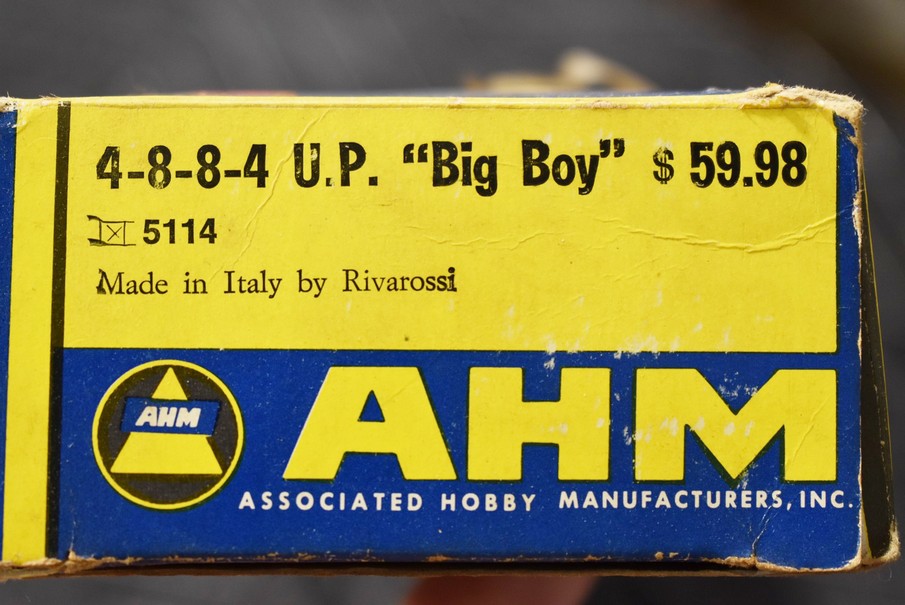 4-8-8-4 U.P. “Big Boy” $ 59.98
5114
Made in Italy by Rivarossi
AHM
AHM
ASSOCIATED HOBBY MANUFACTURERS, INC.